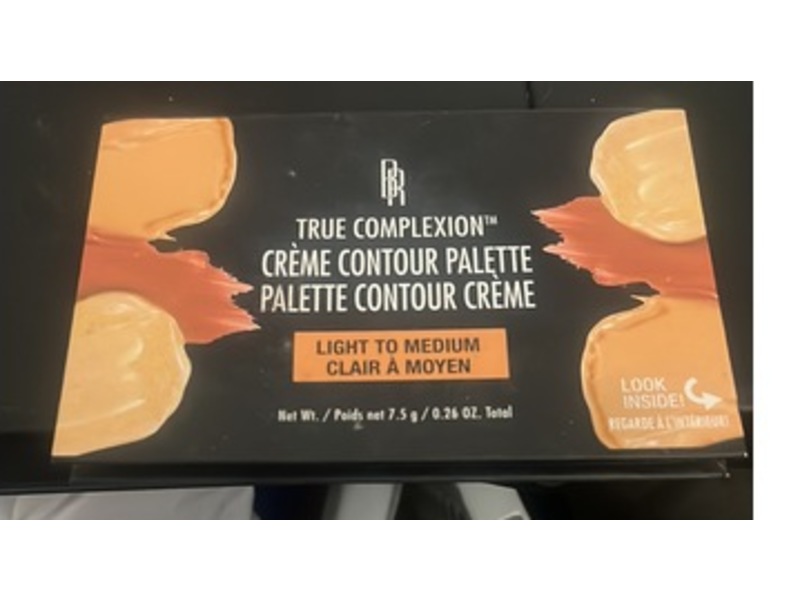 BR
TRUE COMPLEXION™
CRÈME CONTOUR PALETTE
PALETTE CONTOUR CRÈME
LIGHT TO MEDIUM
CLAIR À MOYEN
Net Wt. / Poids net 7.5 g / 0.26 OZ. Total
LOOK
INSIDE!
REGARDE À L'INTÉRIEUR!